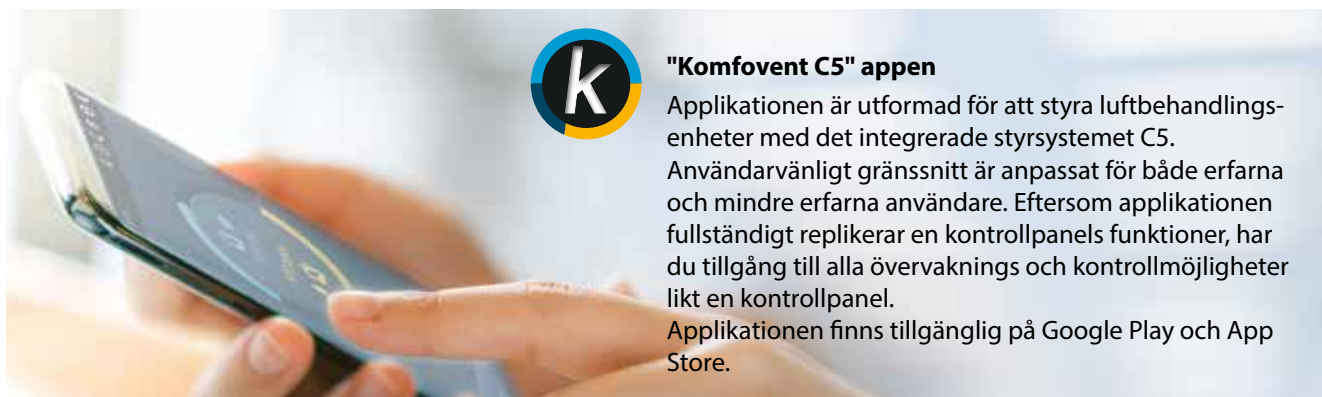 k
"Komfovent C5" appen
Applikationen är utformad för att styra luftbehandlings-
enheter med det integrerade styrsystemet C5.
Användarvänligt gränssnitt är anpassat för både erfarna
och mindre erfarna användare. Eftersom applikationen
fullständigt replikerar en kontrollpanels funktioner, har
du tillgång till alla övervaknings och kontrollmöjligheter
likt en kontrollpanel.
Applikationen finns tillgänglig på Google Play och App
Store.